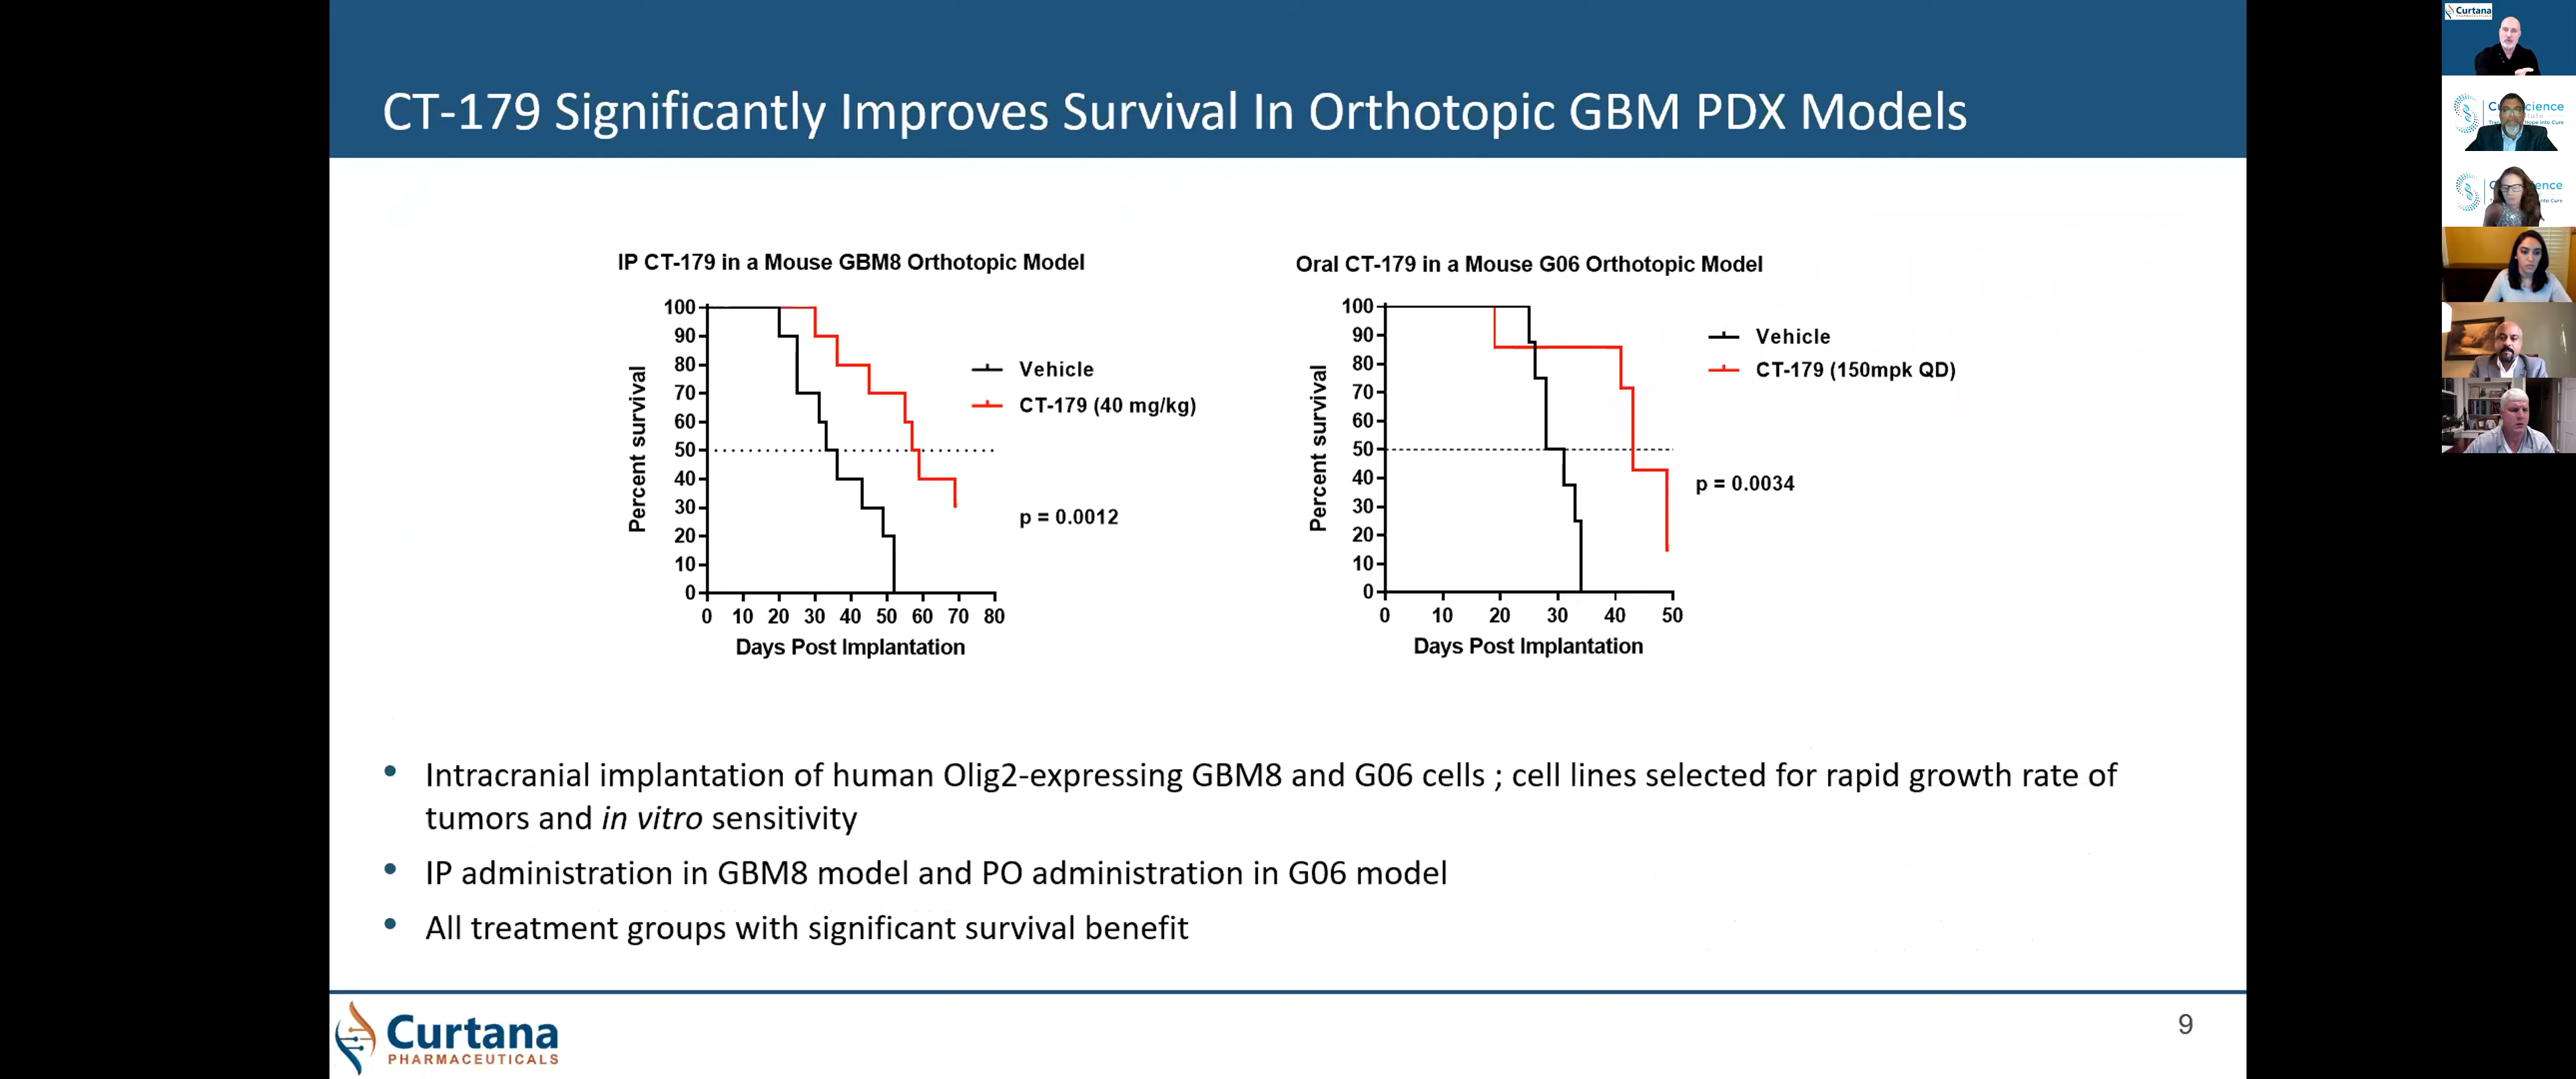 CT-179 Significantly Improves Survival In Orthotopic GBM PDX Models
IP CT-179 in a Mouse GBM8 Orthotopic Model
100
90
80
70
60
50
40
30
20
10
0
Percent survival
0 10 20 30 40 50 60 70 80
Days Post Implantation
Vehicle
CT-179 (40 mg/kg)
p = 0.0012
Oral CT-179 in a Mouse G06 Orthotopic Model
100
90
80
70
60
50
40
30
20
10
0
Percent survival
0 10 20 30 40 50
Days Post Implantation
Vehicle
CT-179 (150mpk QD)
p = 0.0034
• Intracranial implantation of human Olig2-expressing GBM8 and G06 cells ; cell lines selected for rapid growth rate of
tumors and in vitro sensitivity
• IP administration in GBM8 model and PO administration in G06 model
• All treatment groups with significant survival benefit
Curtana
PHARMACEUTICALS
9
Curtana